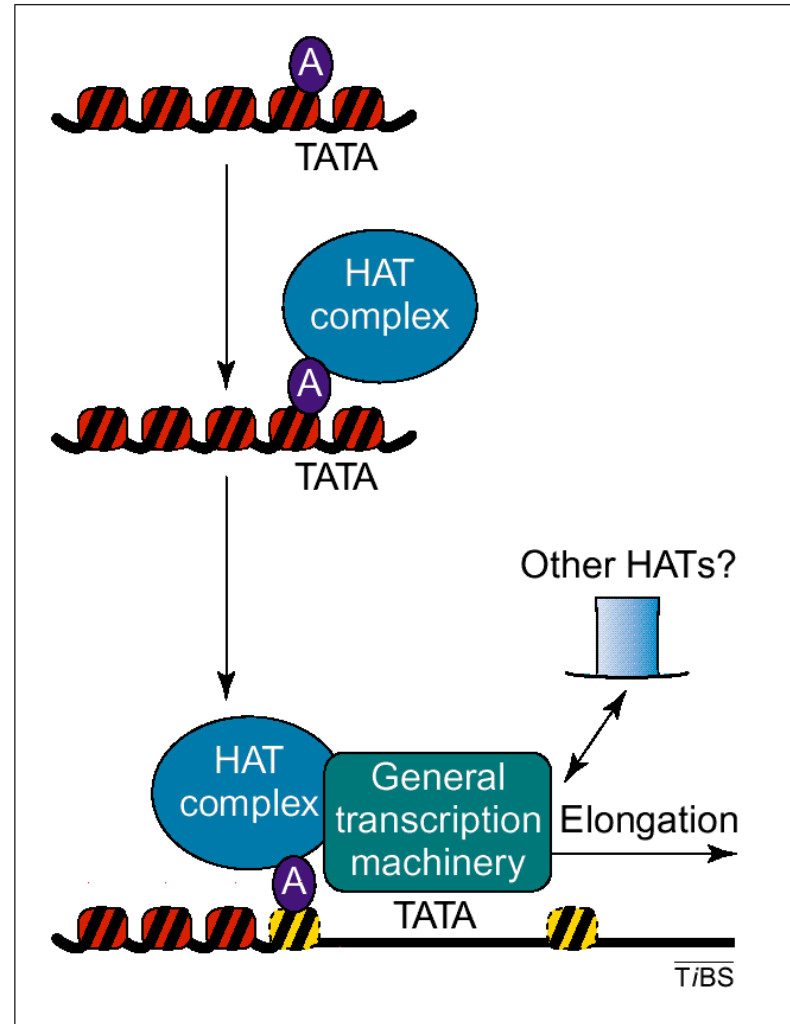 A
TATA
HAT
complex
A
TATA
Other HATs?
HAT
complex
General
transcription
machinery
Elongation
A
TATA
TiBS